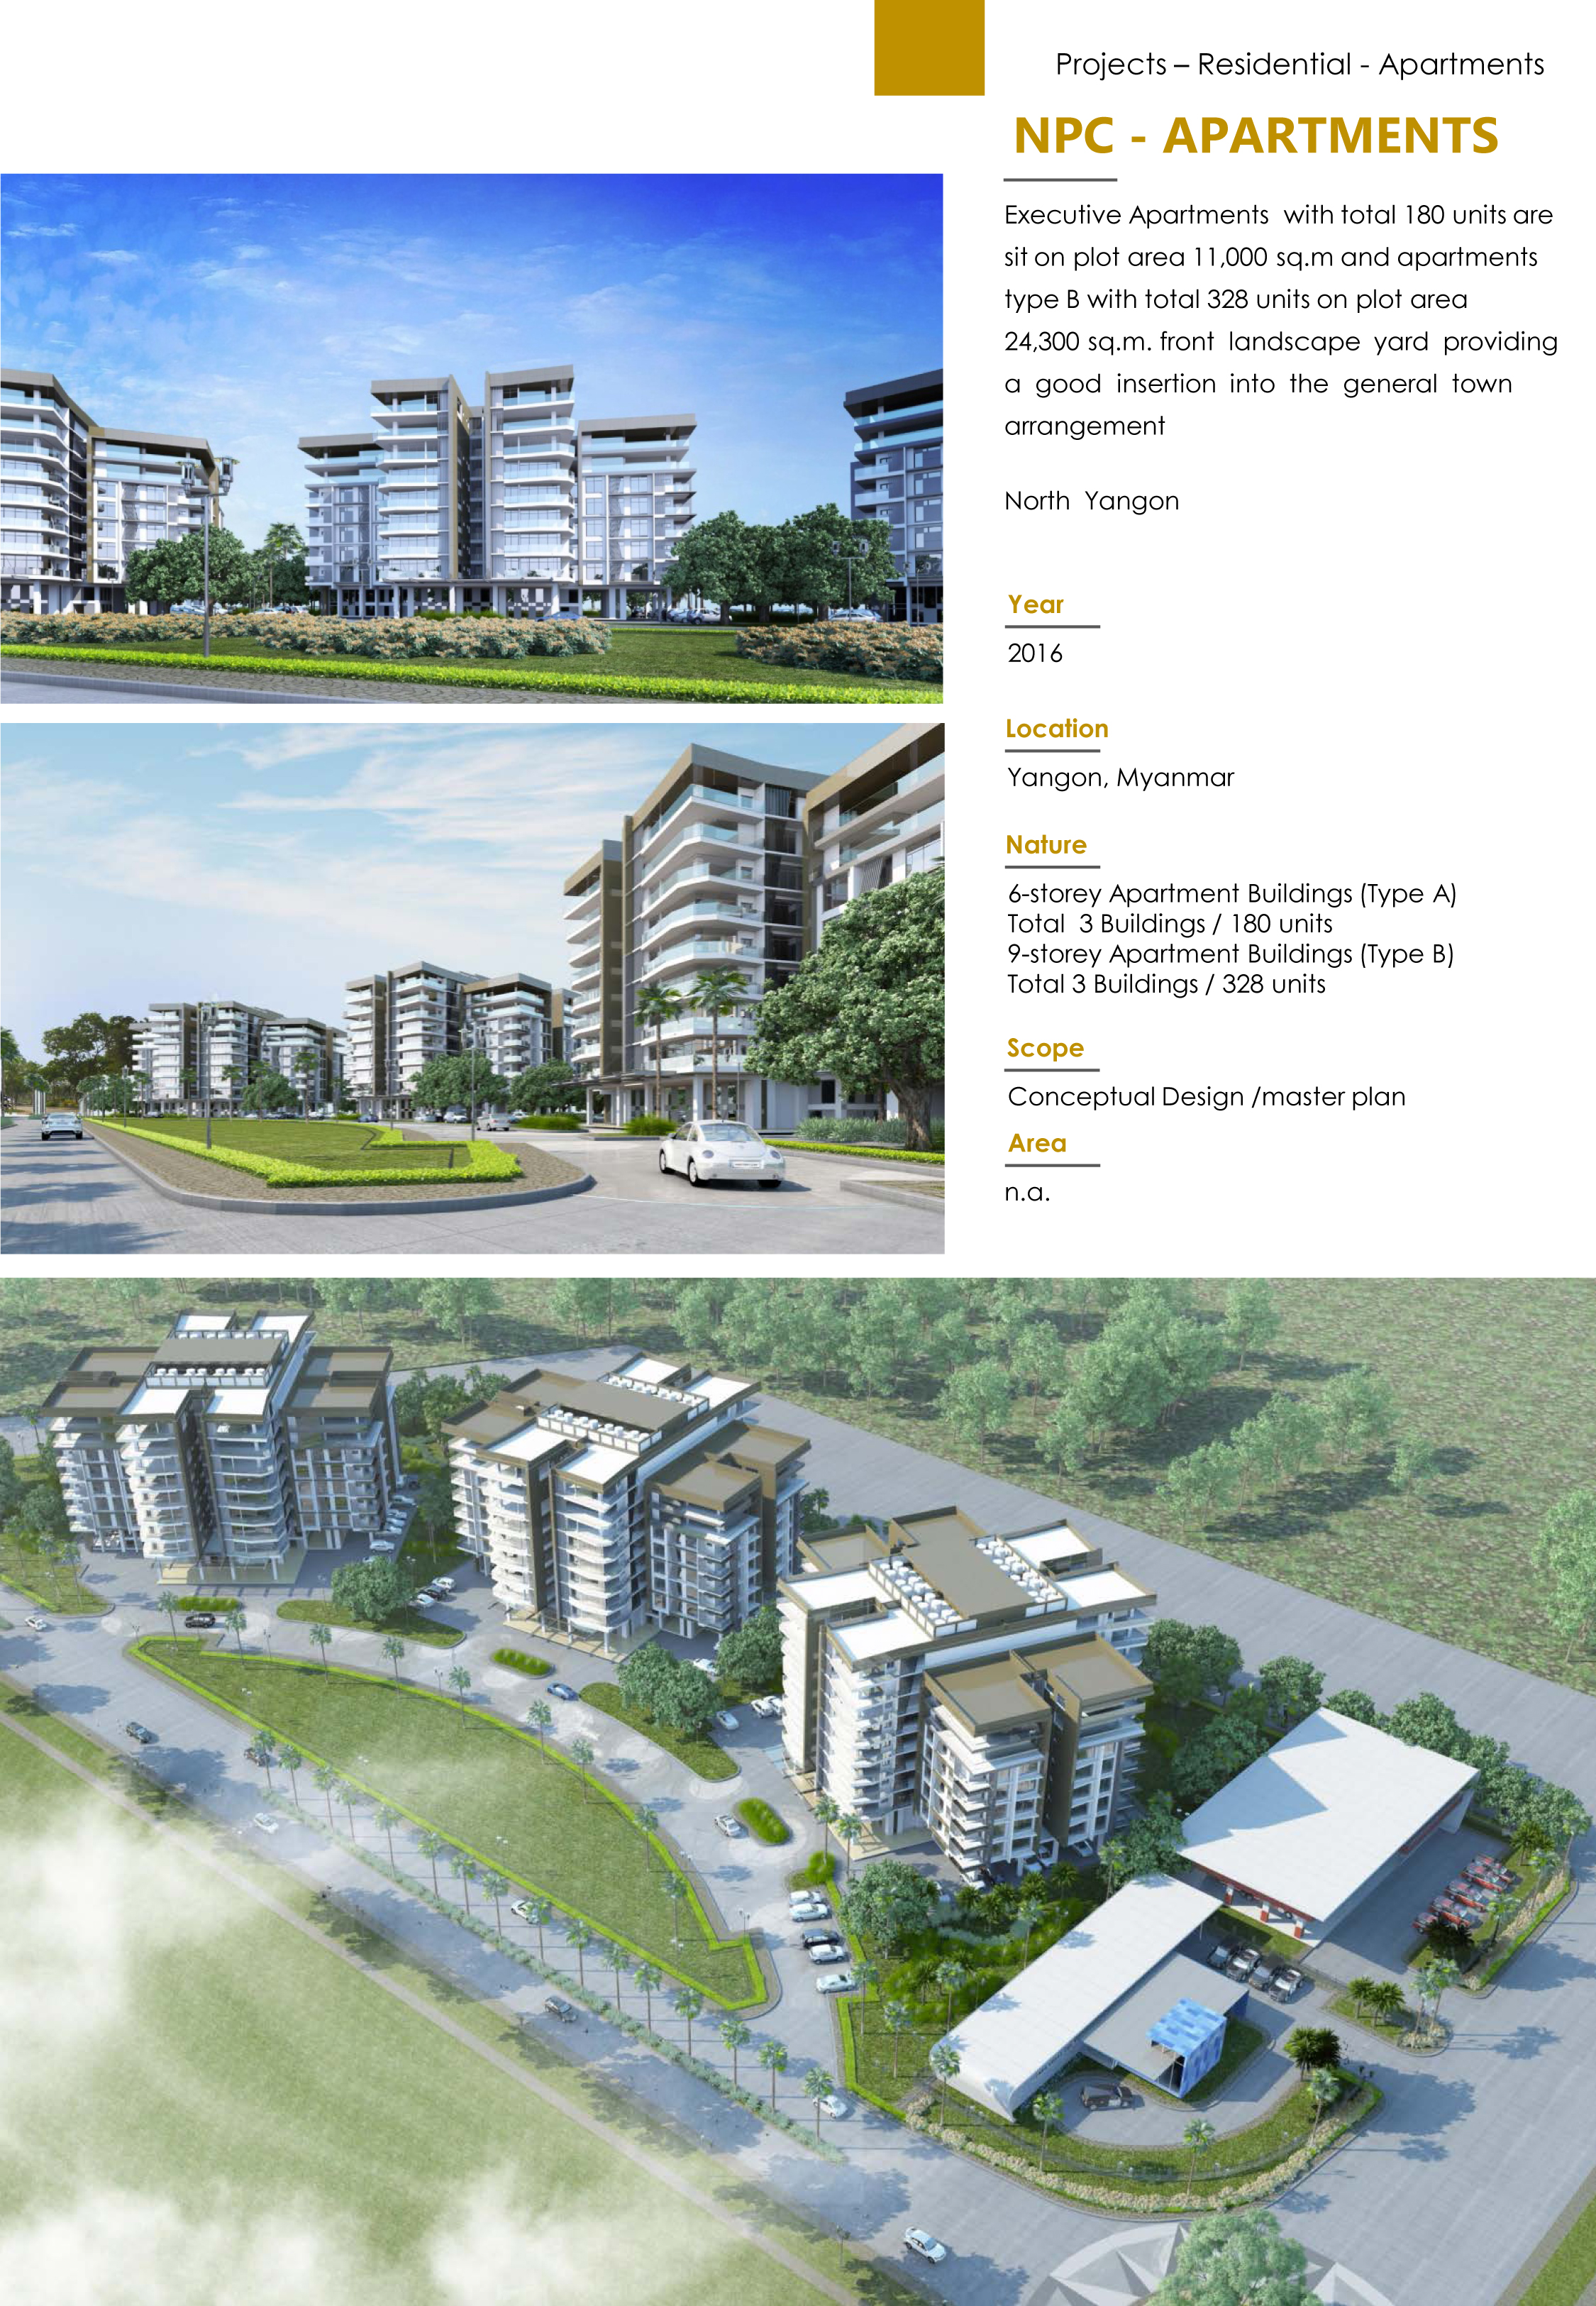 Projects – Residential - Apartments
NPC - APARTMENTS
Executive Apartments with total 180 units are
sit on plot area 11,000 sq.m and apartments
type B with total 328 units on plot area
24,300 sq.m. front landscape yard providing
a good insertion into the general town
arrangement
North Yangon
Year
2016
Location
Yangon, Myanmar
Nature
6-storey Apartment Buildings (Type A)
Total 3 Buildings / 180 units
9-storey Apartment Buildings (Type B)
Total 3 Buildings / 328 units
Scope
Conceptual Design /master plan
Area
n.a.